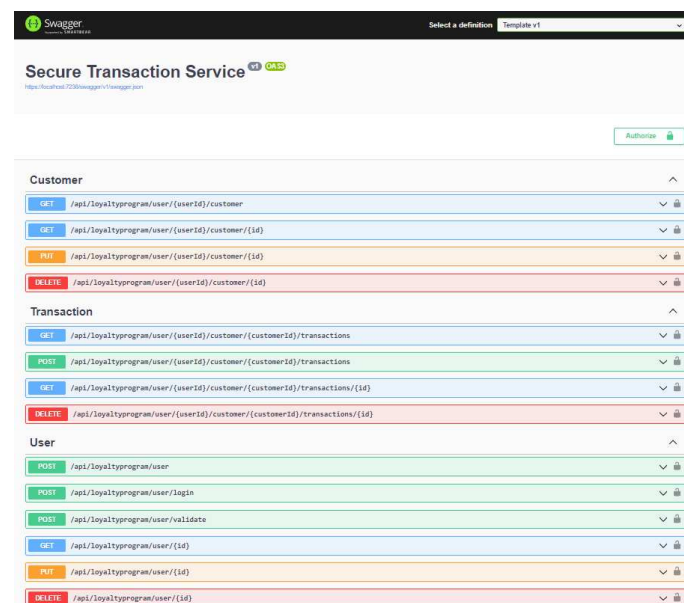 Swagger.
Supported by SMARTBEAR
Select a definition
Template v1
Secure Transaction Service v1 OAS3
https://localhost:7236/swagger/v1/swagger.json
Authorize
Customer
GET /api/loyaltyprogram/user/{userId}/customer
GET /api/loyaltyprogram/user/{userId}/customer/{id}
PUT /api/loyaltyprogram/user/{userId}/customer/{id}
DELETE /api/loyaltyprogram/user/{userId}/customer/{id}
Transaction
GET /api/loyaltyprogram/user/{userId}/customer/{customerId}/transactions
POST /api/loyaltyprogram/user/{userId}/customer/{customerId}/transactions
GET /api/loyaltyprogram/user/{userId}/customer/{customerId}/transactions/{id}
DELETE /api/loyaltyprogram/user/{userId}/customer/{customerId}/transactions/{id}
User
POST /api/loyaltyprogram/user
POST /api/loyaltyprogram/user/login
POST /api/loyaltyprogram/user/validate
GET /api/loyaltyprogram/user/{id}
PUT /api/loyaltyprogram/user/{id}
DELETE /api/loyaltyprogram/user/{id}